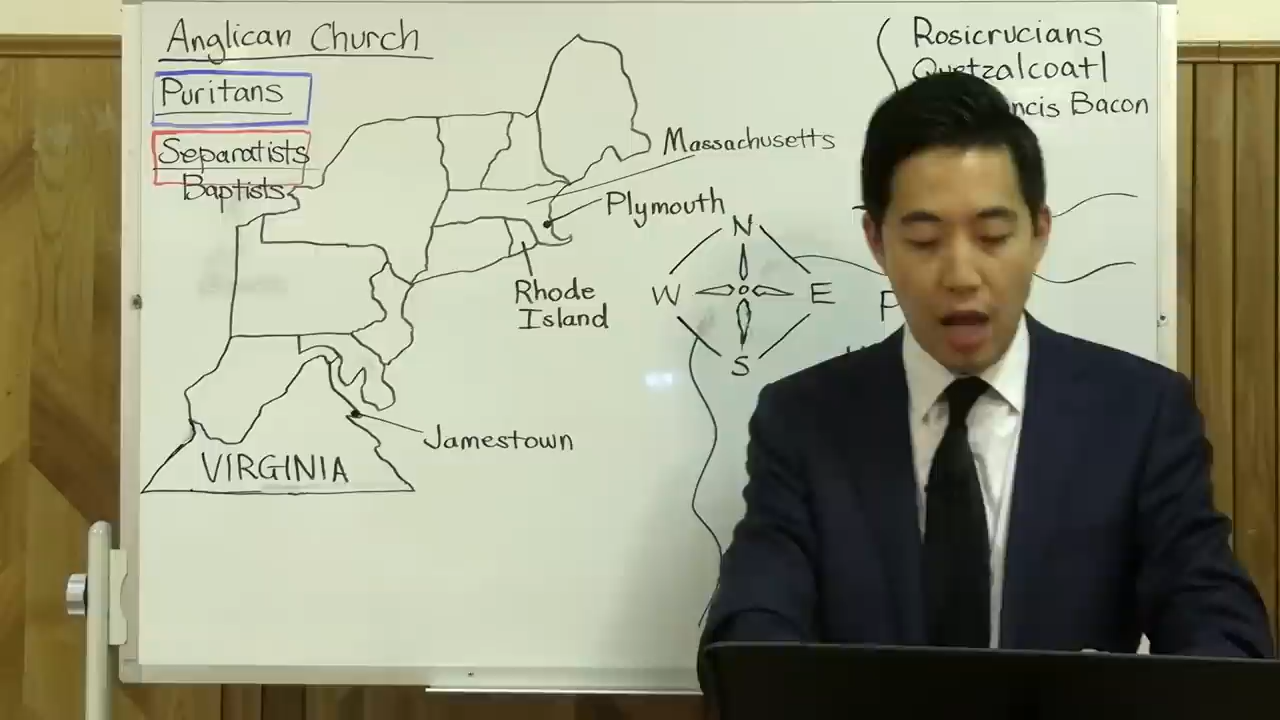 Anglican Church
Puritans
Separatists
Baptists
Massachusetts
Plymouth
Rhode
Island
Jamestown
VIRGINIA
N
W
E
S
Rosicrucians
Quetzalcoatl
ncis Bacon
P